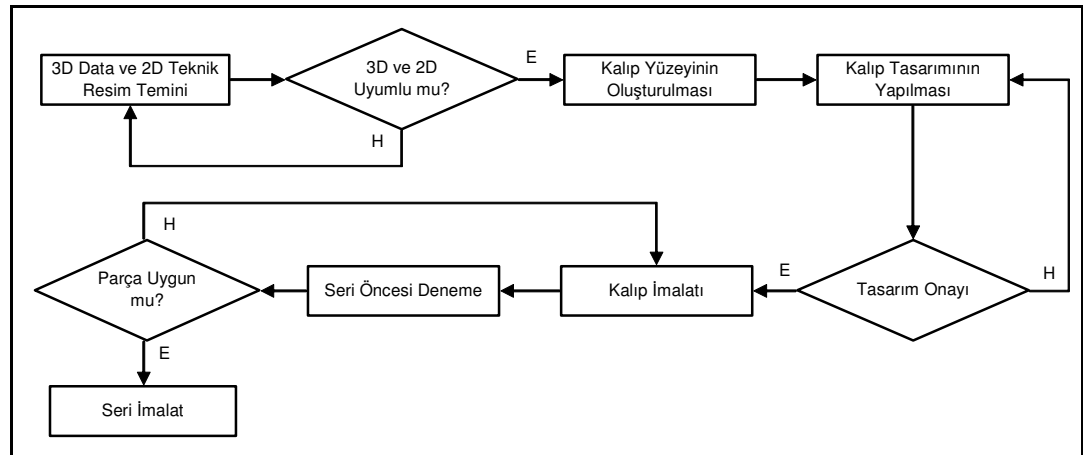 3D Data ve 2D Teknik
Resim Temini
3D ve 2D
Uyumlu mu?
E
H
Kalıp Yüzeyinin
Oluşturulması
Kalıp Tasarımının
Yapılması
Tasarım Onayı
H
E
Kalıp İmalatı
Seri Öncesi Deneme
Parça Uygun
mu?
H
E
Seri İmalat